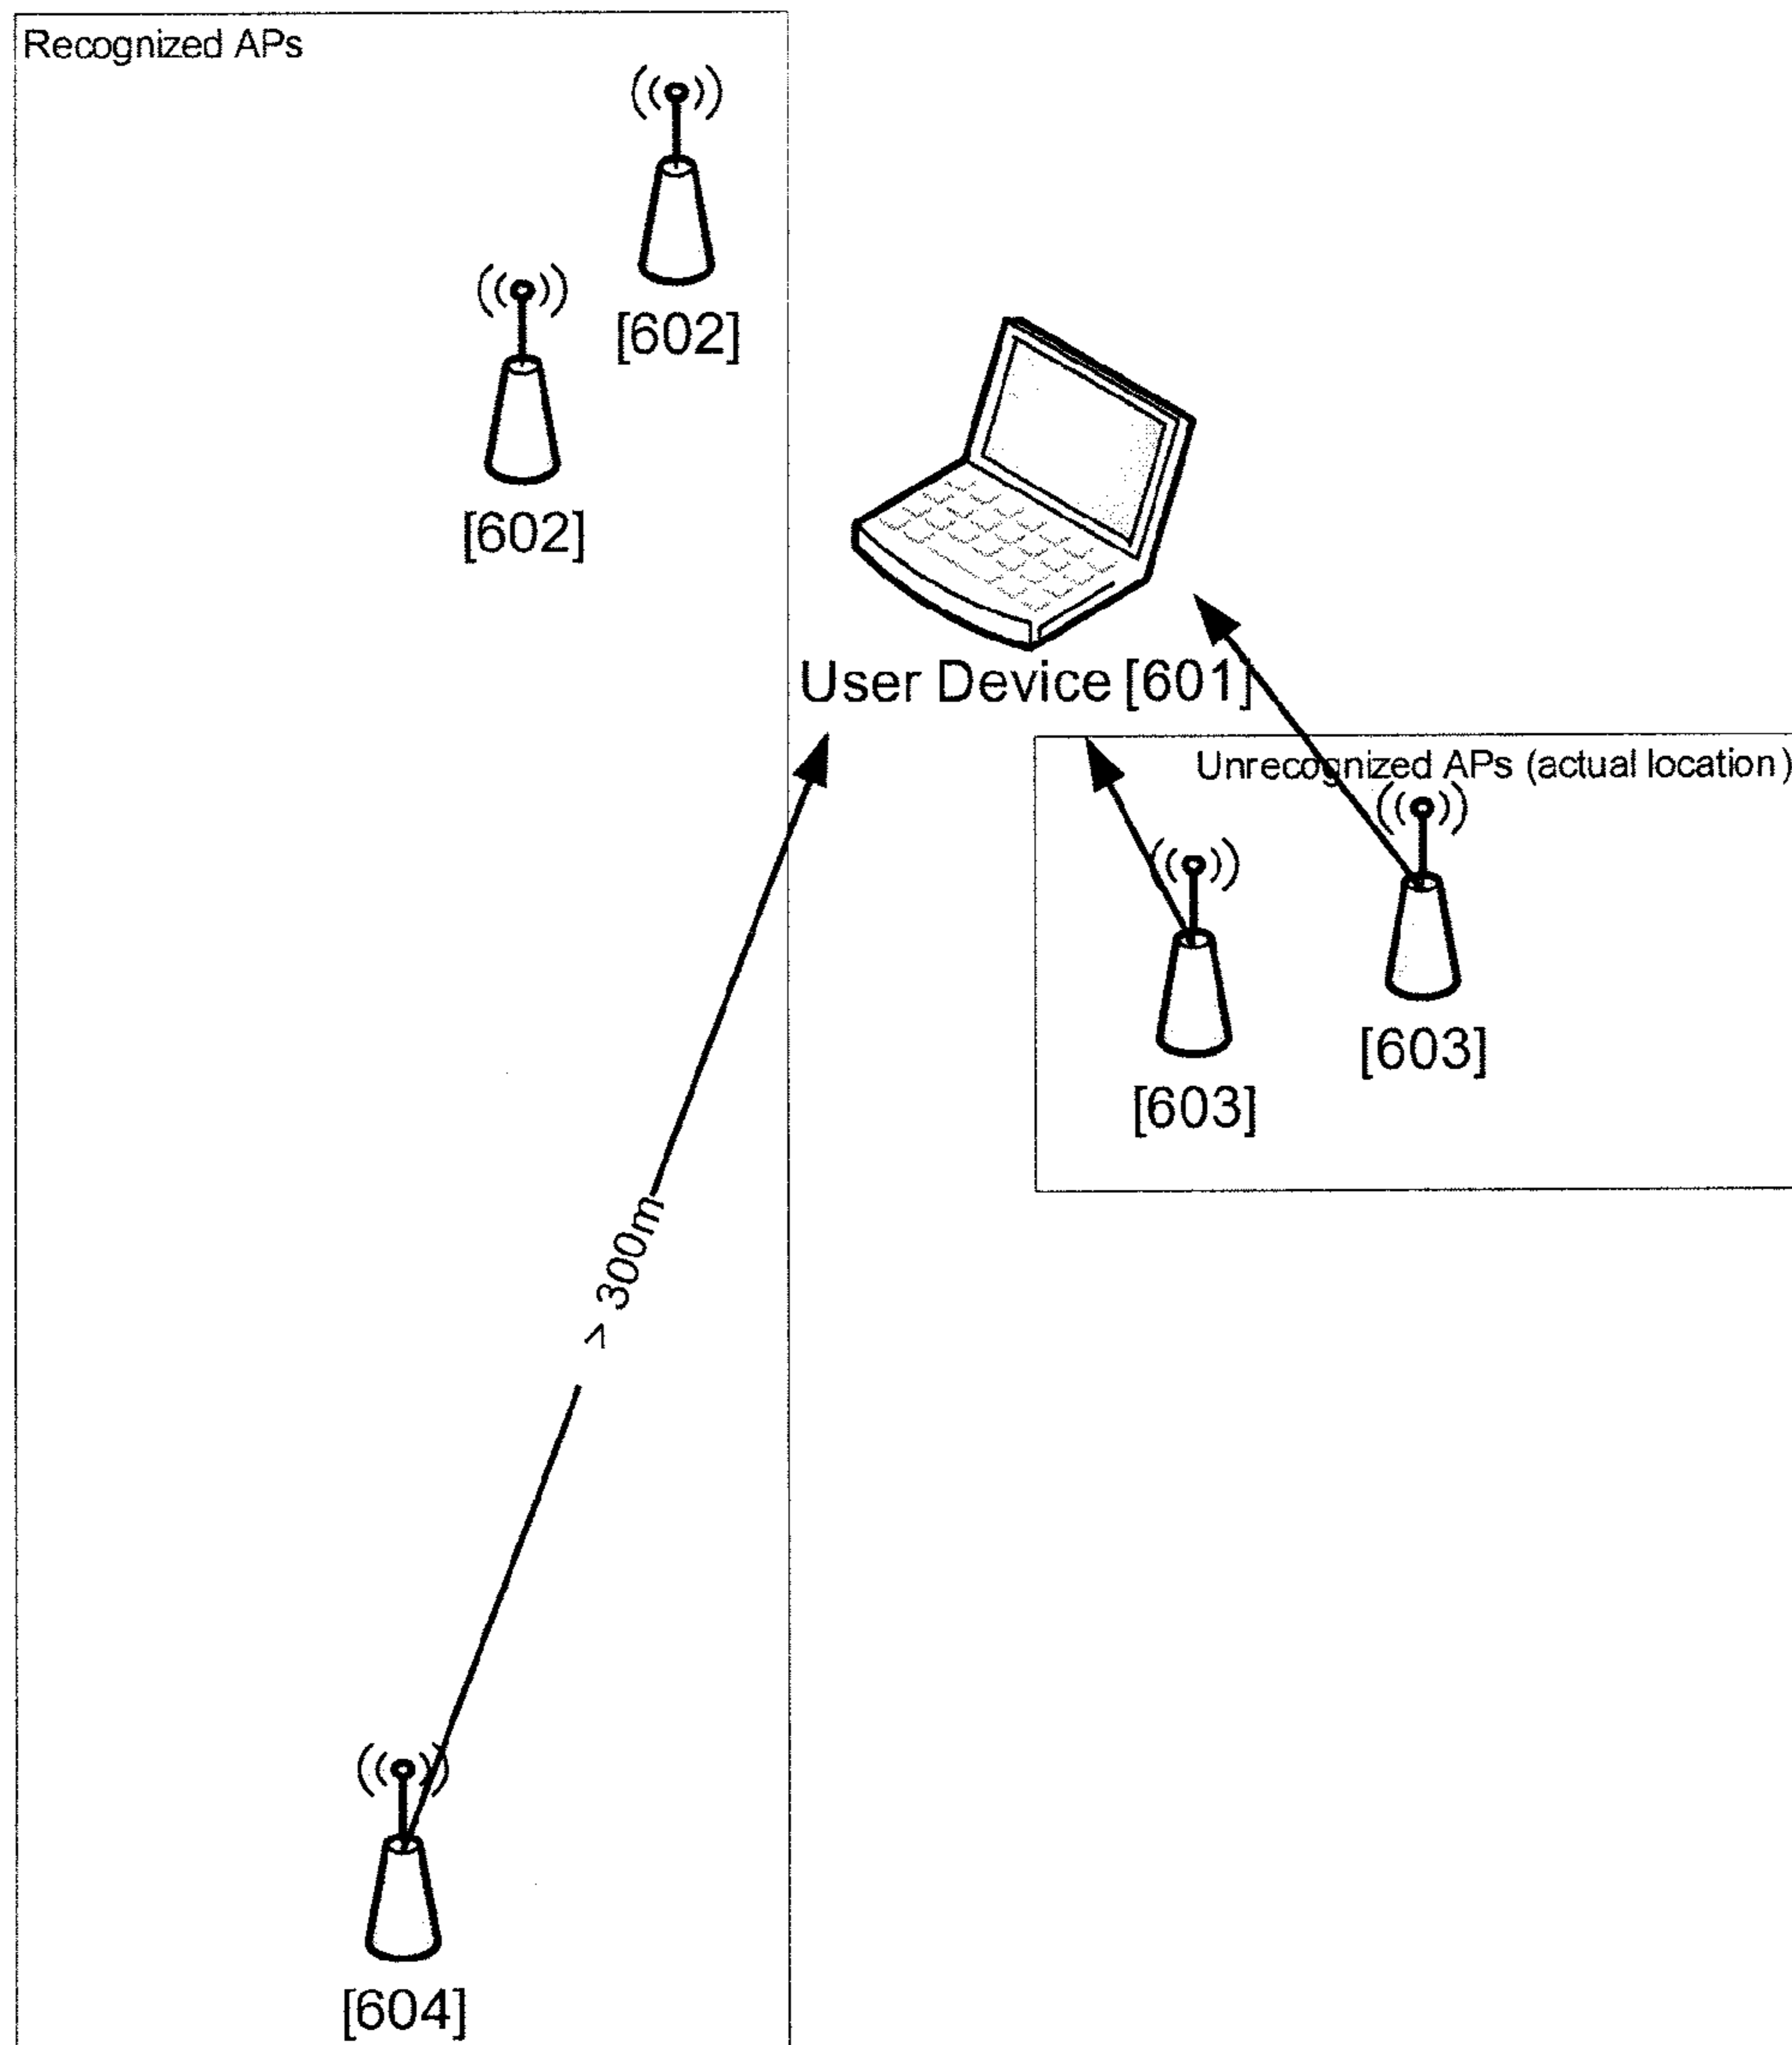 Recognized APs
[602]
[602]
User Device [601]
Unrecognized APs (actual location)
[603]
[603]
> 300m
[604]